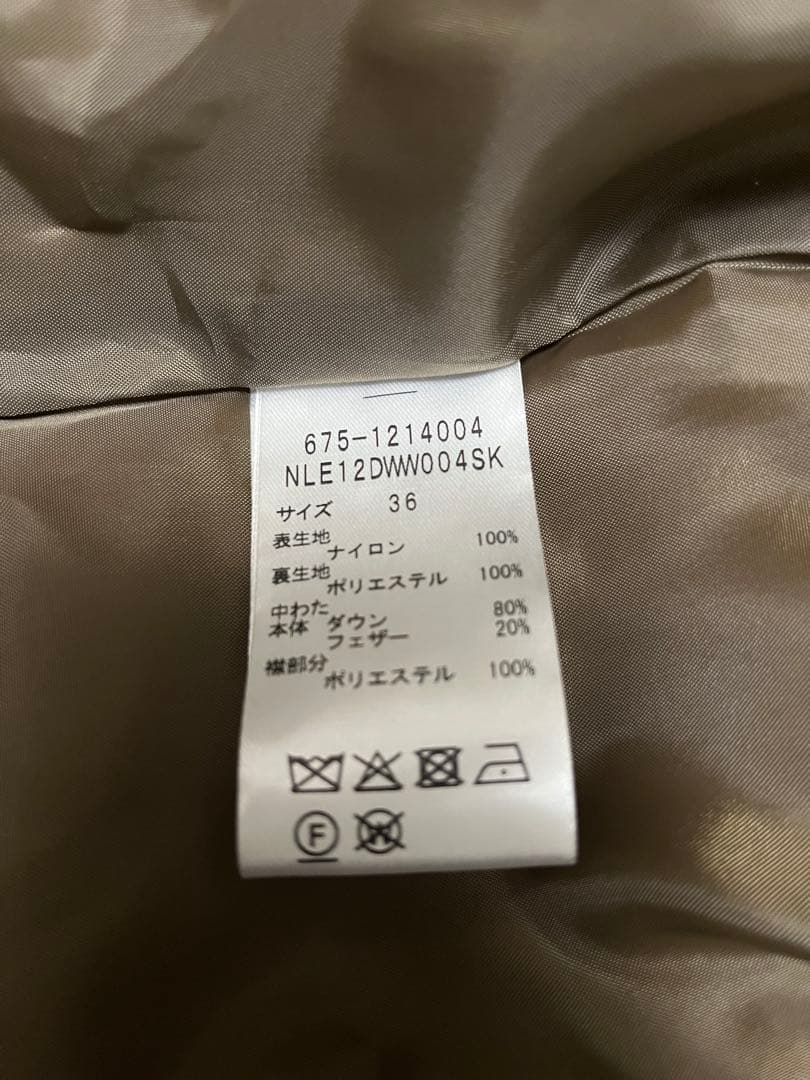 675-1214004
NLE12DWW004SK
サイズ 36
表生地 ナイロン 100%
裏生地 ポリエステル 100%
中わた
本体 ダウン 80%
フェザー 20%
襟部分 ポリエステル 100%
F
W